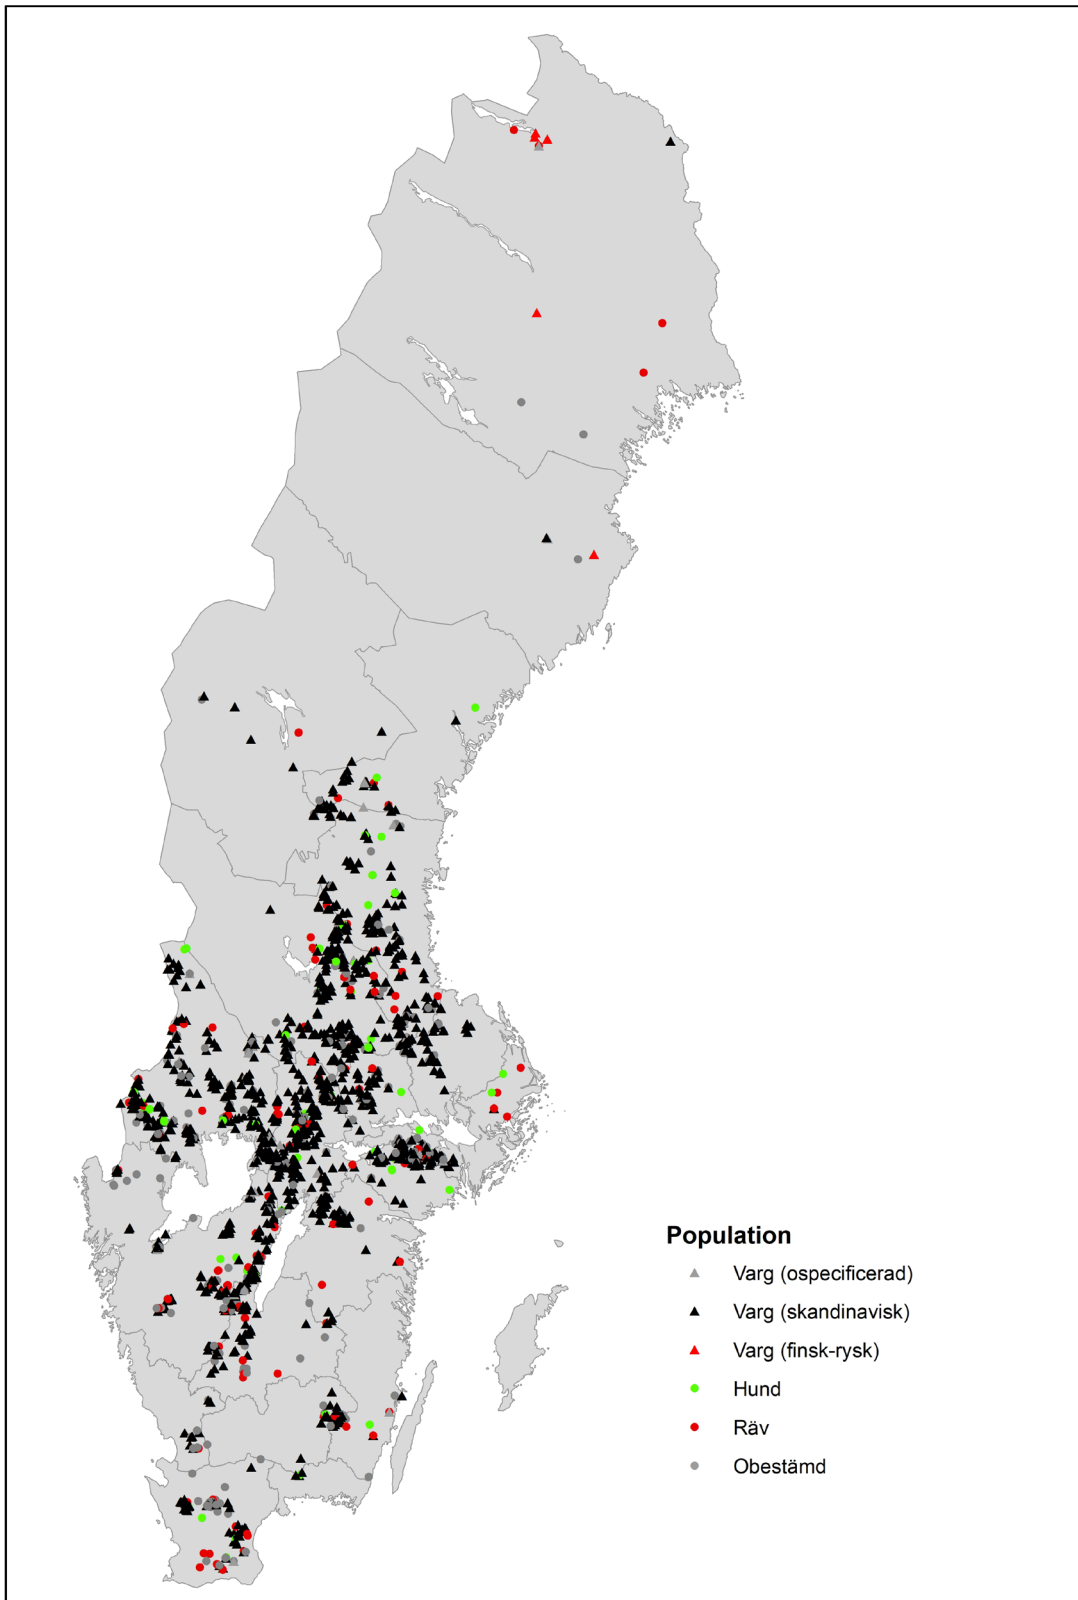 Population
Varg (ospecificerad)
Varg (skandinavisk)
Varg (finsk-rysk)
Hund
Räv
Obestämd